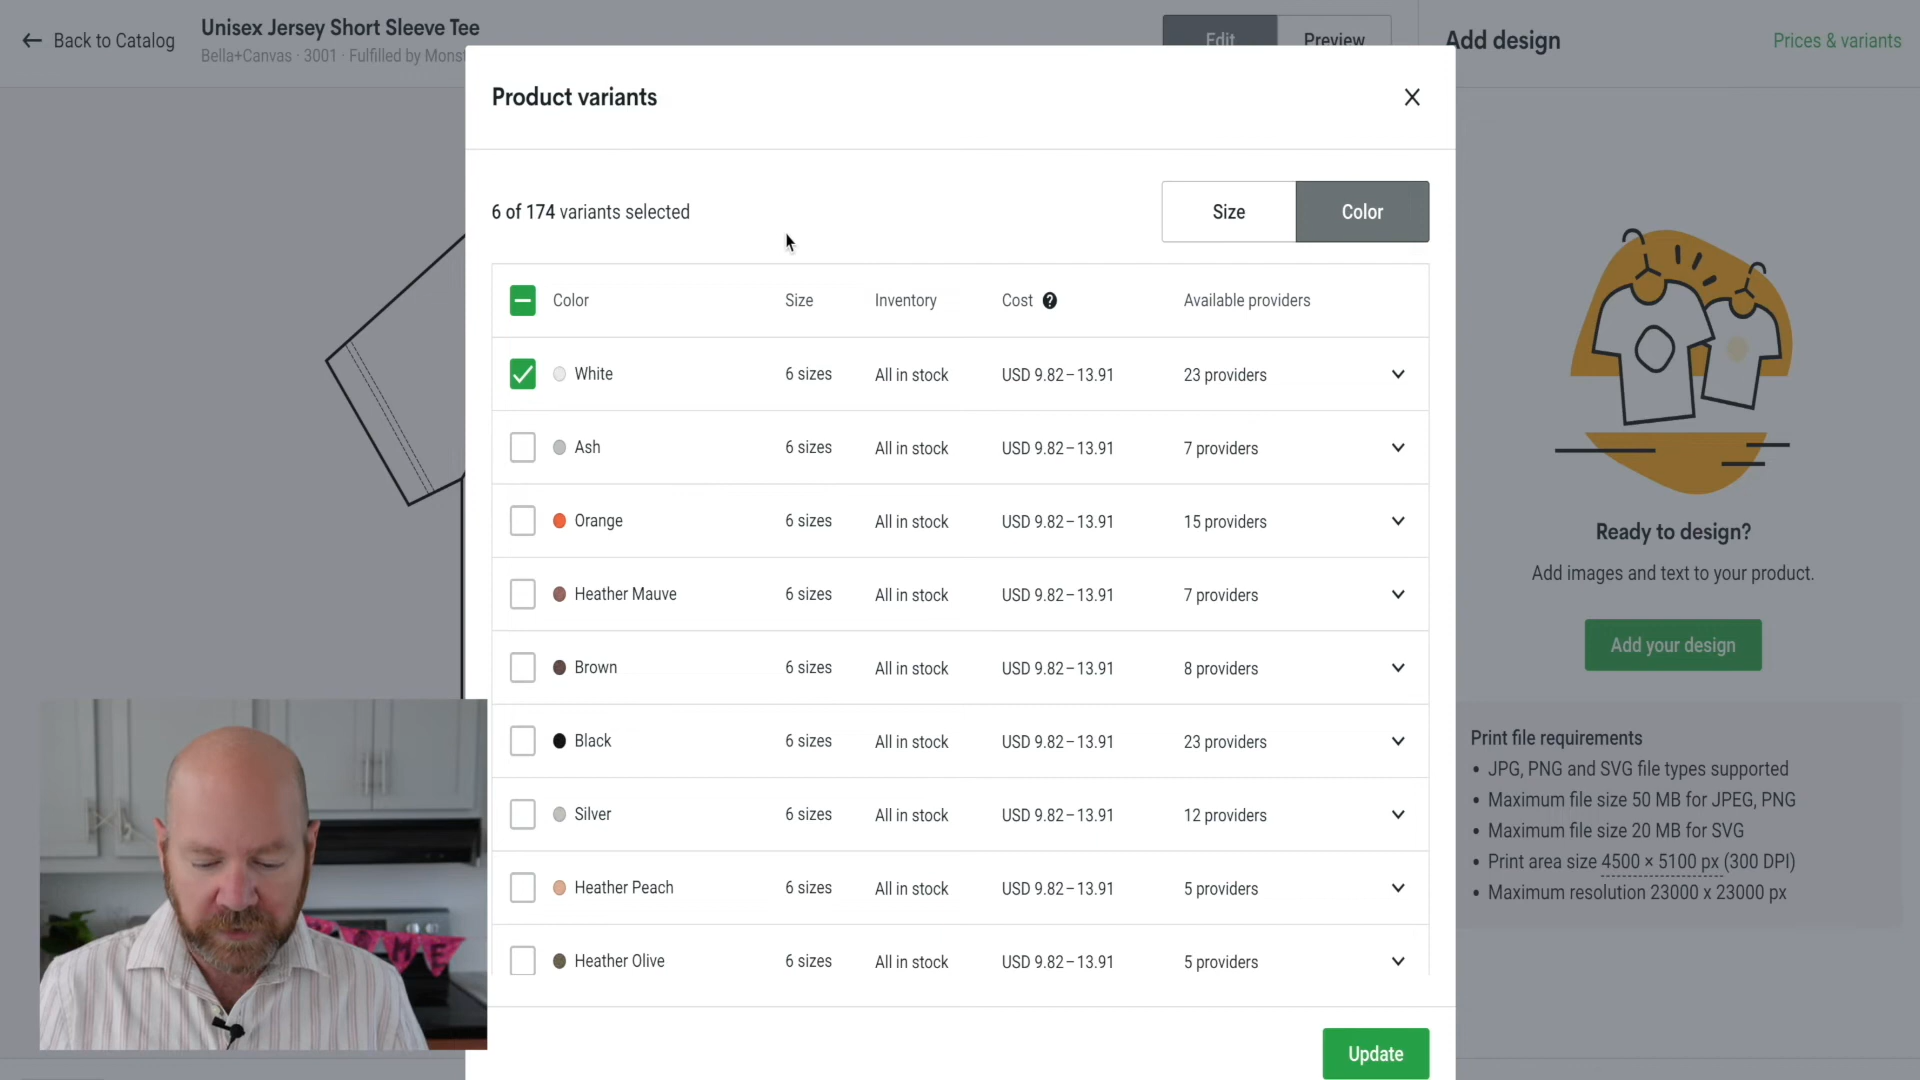 Back to Catalog
Unisex Jersey Short Sleeve Tee
Bella+Canvas · 3001 · Fulfilled by
Edit
Preview
Add design
Prices & variants
Product variants
6 of 174 variants selected
Size
Color
Color Size Inventory Cost ? Available providers
White 6 sizes All in stock USD 9.82–13.91 23 providers
Ash 6 sizes All in stock USD 9.82–13.91 7 providers
Orange 6 sizes All in stock USD 9.82–13.91 15 providers
Heather Mauve 6 sizes All in stock USD 9.82–13.91 7 providers
Brown 6 sizes All in stock USD 9.82–13.91 8 providers
Black 6 sizes All in stock USD 9.82–13.91 23 providers
Silver 6 sizes All in stock USD 9.82–13.91 12 providers
Heather Peach 6 sizes All in stock USD 9.82–13.91 5 providers
Heather Olive 6 sizes All in stock USD 9.82–13.91 5 providers
Update
Ready to design?
Add images and text to your product.
Add your design
Print file requirements
• JPG, PNG and SVG file types supported
• Maximum file size 50 MB for JPEG, PNG
• Maximum file size 20 MB for SVG
• Print area size 4500 × 5100 px (300 DPI)
• Maximum resolution 23000 x 23000 px